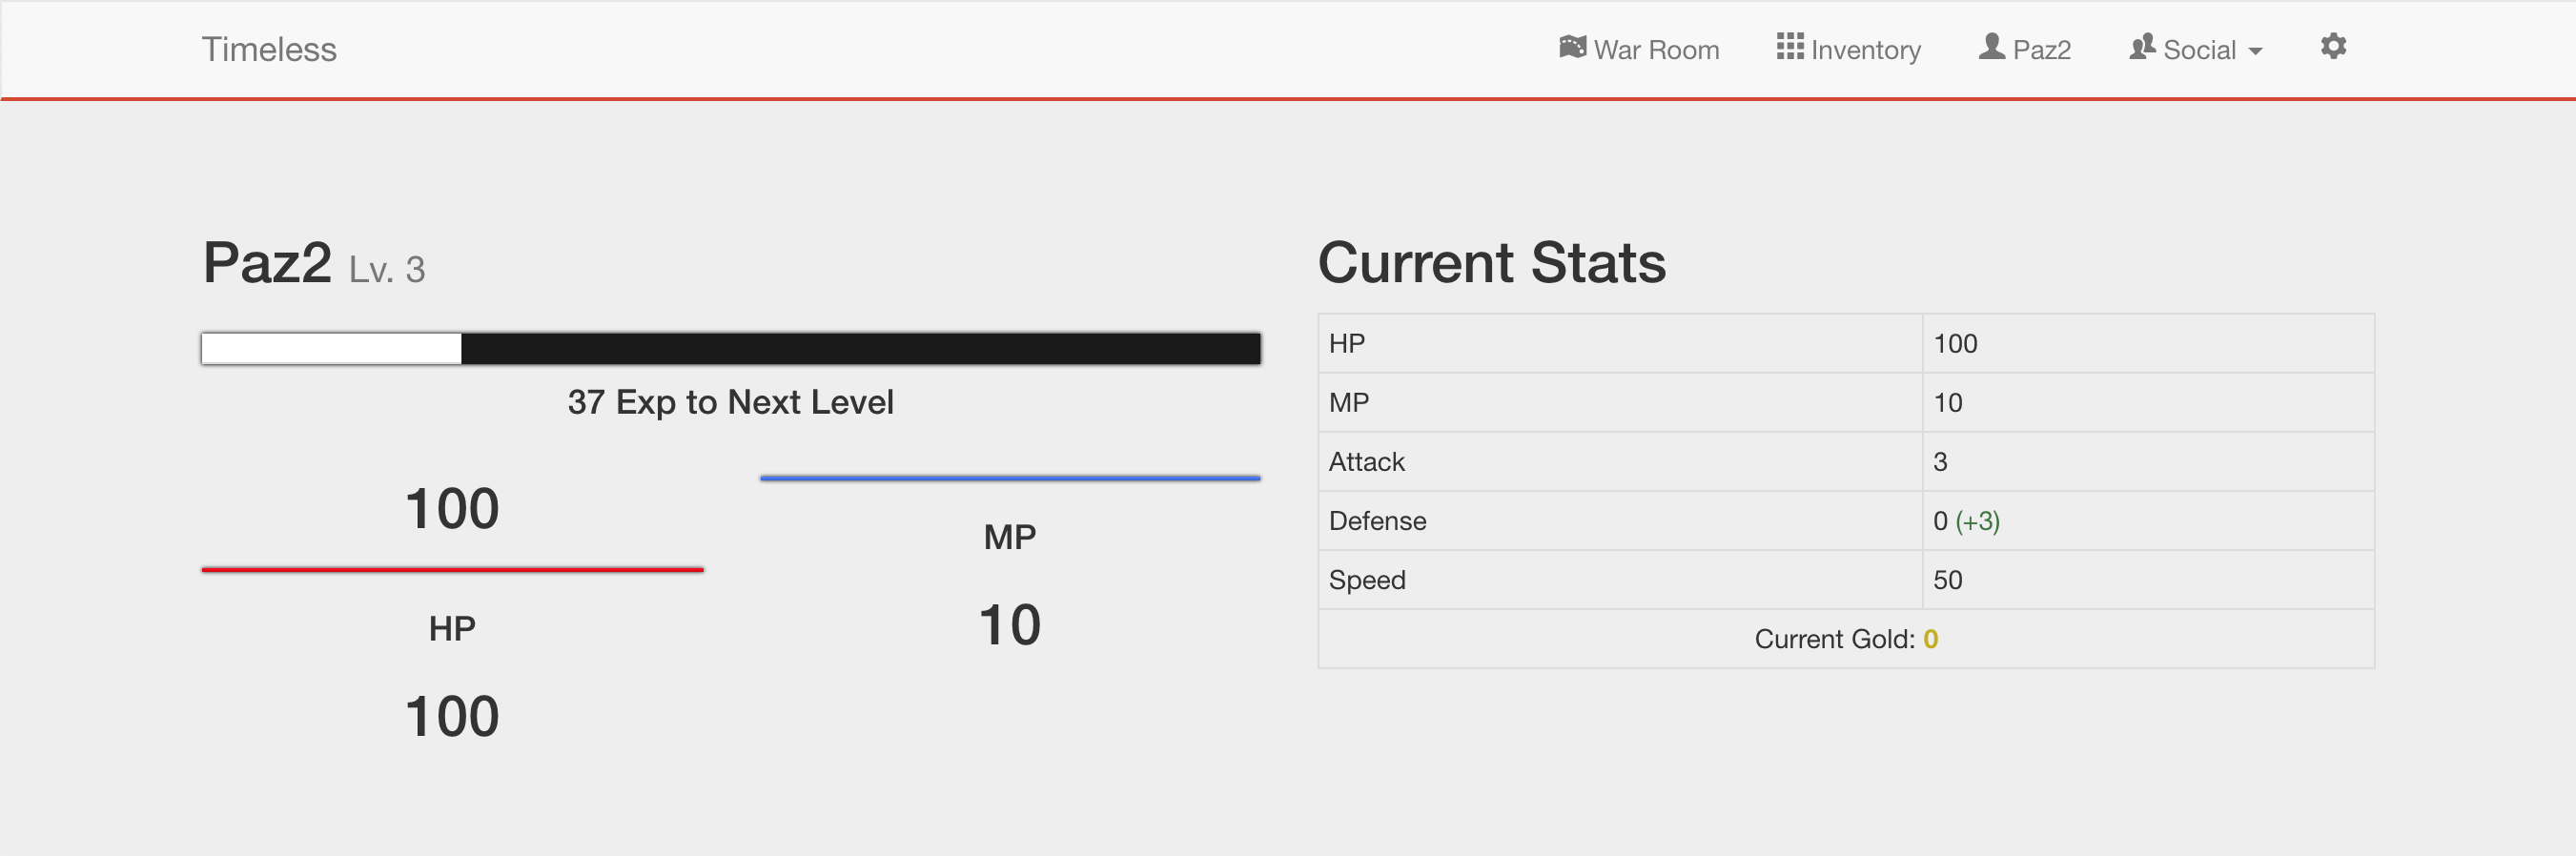 Timeless
War Room
Inventory
Paz2
Social
Paz2 Lv. 3
37 Exp to Next Level
100
HP
100
MP
10
Current Stats
HP 100
MP 10
Attack 3
Defense 0 (+3)
Speed 50
Current Gold: 0